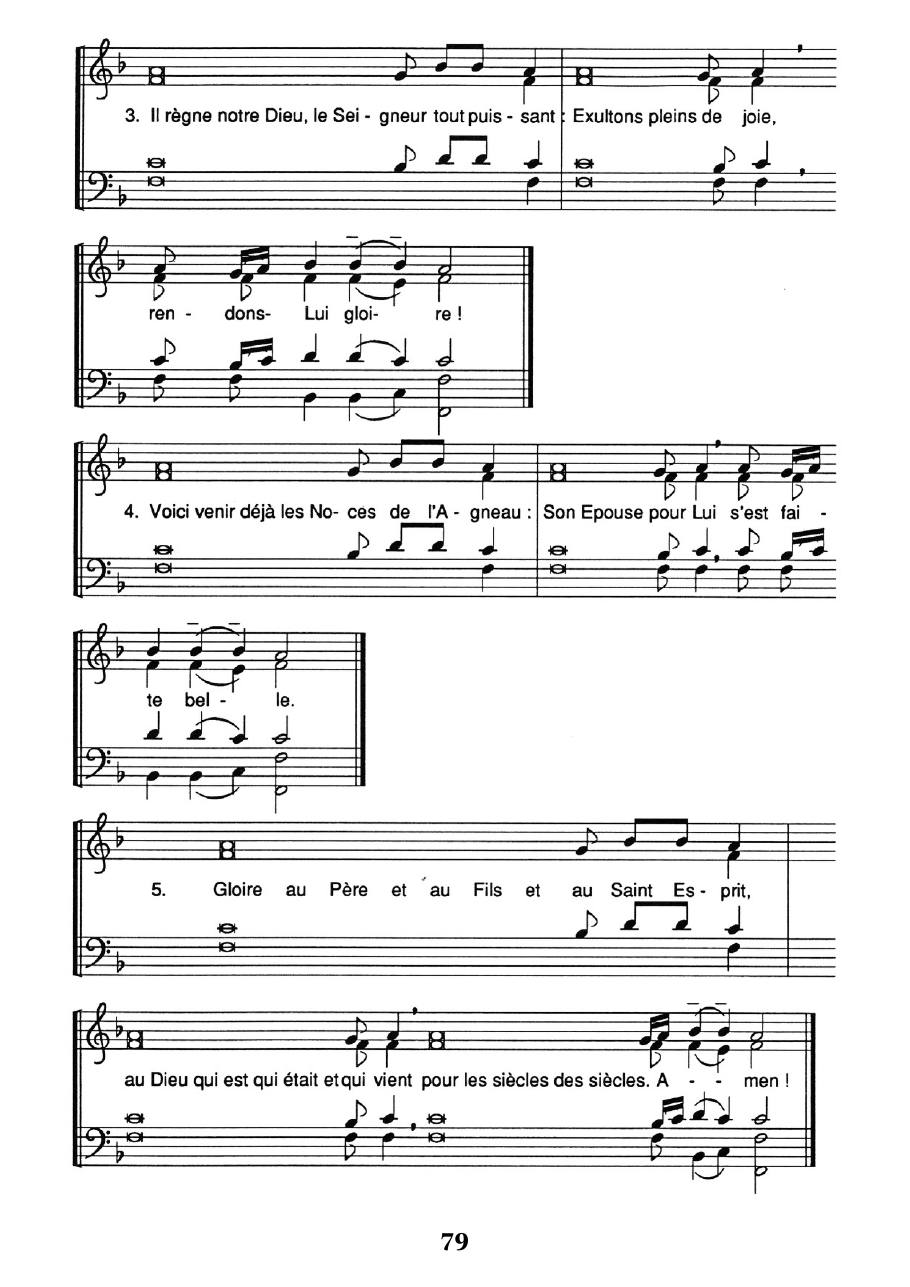 3. Il règne notre Dieu, le Sei - gneur tout puis - sant : Exultons pleins de joie,
ren - dons- Lui gloi- re !
4. Voici venir déjà les No- ces de l'A - gneau : Son Epouse pour Lui s'est fai -
te bel - le.
5. Gloire au Père et au Fils et au Saint Es - prit,
au Dieu qui est qui était et qui vient pour les siècles des siècles. A - - men !
79